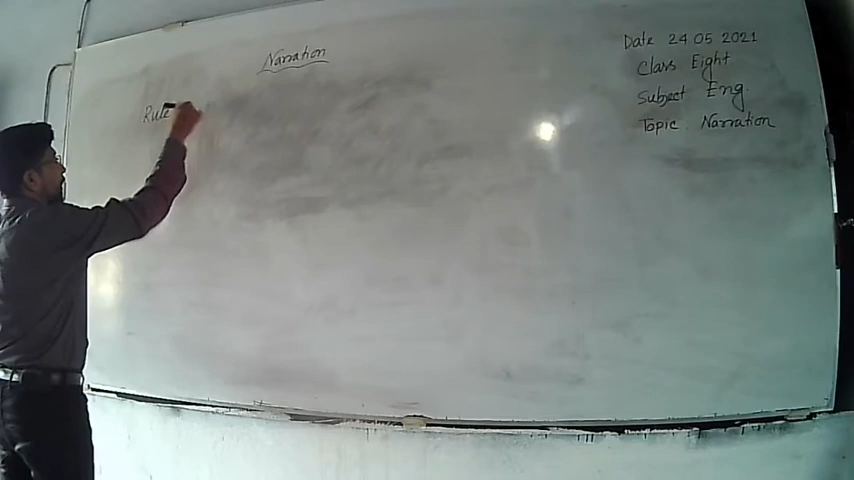 Narration
Rule
Date 24.05 2021
Class Eight
Subject Eng.
Topic. Narration